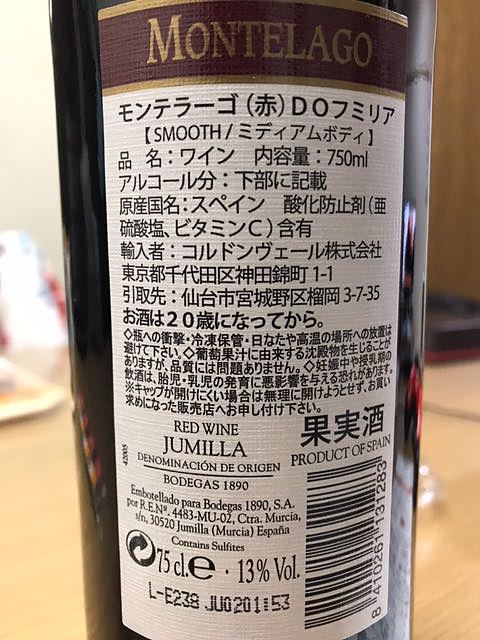 MONTELAGO
モンテラーゴ（赤）DOフミリア
【SMOOTH/ミディアムボディ】
品 名：ワイン 内容量：750ml
アルコール分：下部に記載
原産国名：スペイン 酸化防止剤（亜
硫酸塩、ビタミンC）含有
輸入者：コルドンヴェール株式会社
東京都千代田区神田錦町1-1
引取先：仙台市宮城野区榴岡3-7-35
お酒は20歳になってから。
◇瓶への衝撃・冷凍保管・日なたや高温の場所への放置は
避けて下さい。◇葡萄果汁に由来する沈殿物を生じることが
ありますが、品質には問題ありません。◇妊娠中や授乳期の
飲酒は、胎児・乳児の発育に悪影響を与える恐れがあります。
※キャップが開けにくい場合は無理に開けようとせず、お買い
求めになった販売店へお申し付け下さい。
RED WINE
JUMILLA
DENOMINACIÓN DE ORIGEN
BODEGAS 1890
果実酒
PRODUCT OF SPAIN
42005
Embotellado para Bodegas 1890, S.A.
por R.E.Nº. 4483-MU-02, Ctra. Murcia,
s/n, 30520 Jumilla (Murcia) España
Contains Sulfites
75 cl. e · 13% Vol.
L-E238 JU0201:53
8 410261 131283